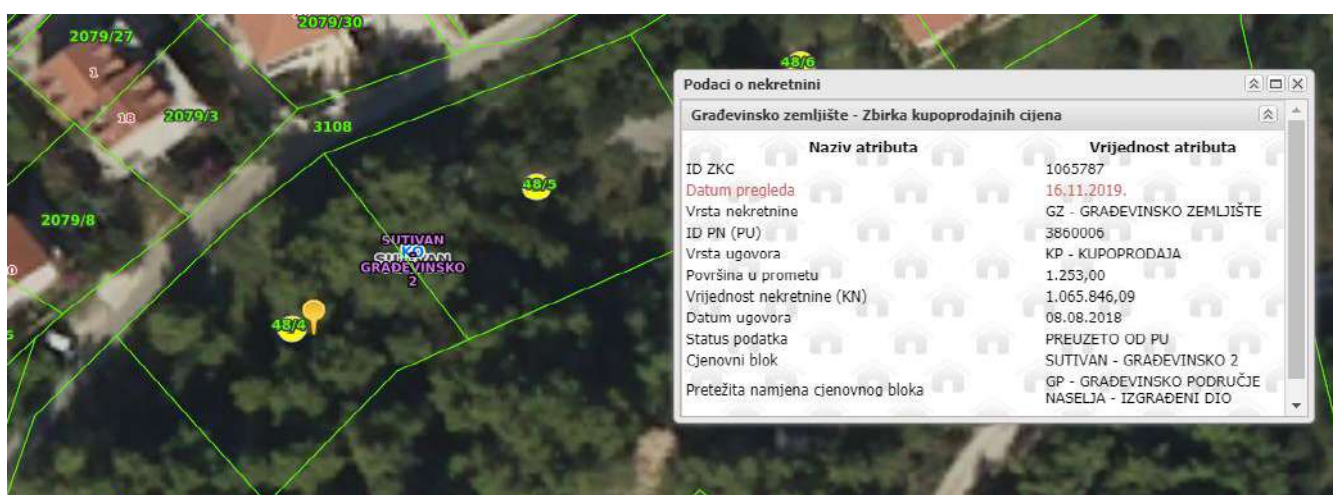 2079/30
2079/27
1
18
2079/3
3108
48/6
48/5
2079/8
SUTIVAN
KO
GRAĐEVINSKO
2
48/4
Podaci o nekretnini
Građevinsko zemljište - Zbirka kupoprodajnih cijena
Naziv atributa Vrijednost atributa
ID ZKC 1065787
Datum pregleda 16.11.2019.
Vrsta nekretnine GZ - GRAĐEVINSKO ZEMLJIŠTE
ID PN (PU) 3860006
Vrsta ugovora KP - KUPOPRODAJA
Površina u prometu 1.253,00
Vrijednost nekretnine (KN) 1.065.846,09
Datum ugovora 08.08.2018
Status podatka PREUZETO OD PU
Cjenovni blok SUTIVAN - GRAĐEVINSKO 2
Pretežita namjena cjenovnog bloka GP - GRAĐEVINSKO PODRUČJE
NASELJA - IZGRAĐENI DIO